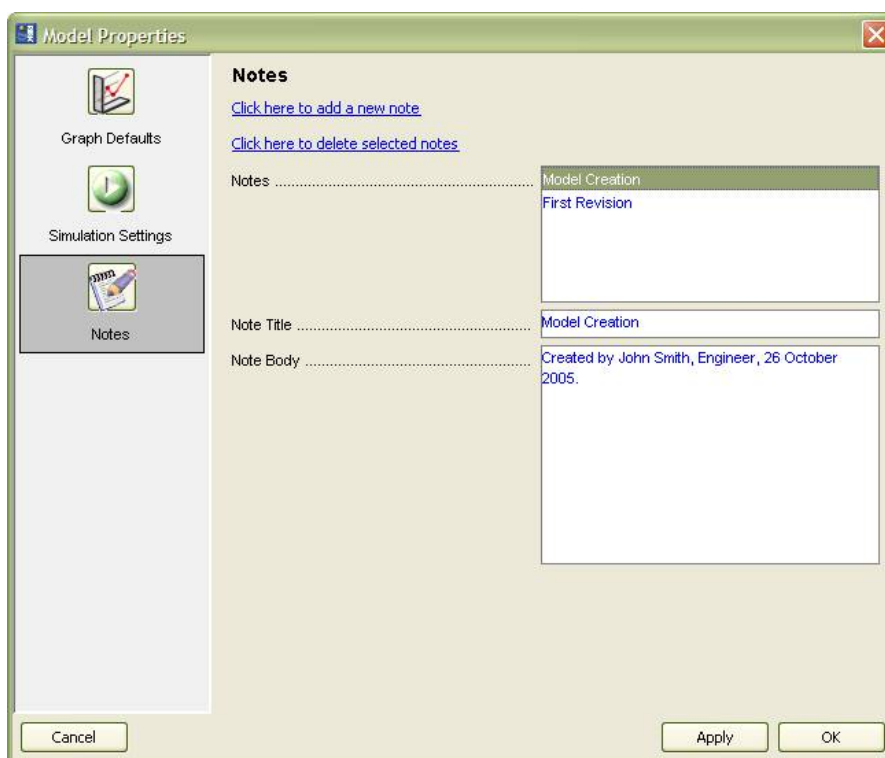 Model Properties
Graph Defaults
Simulation Settings
Notes
Notes
Click here to add a new note
Click here to delete selected notes
Notes ............................................................... Model Creation
First Revision
Note Title ......................................................... Model Creation
Note Body ....................................................... Created by John Smith, Engineer, 26 October
2005.
Cancel Apply OK